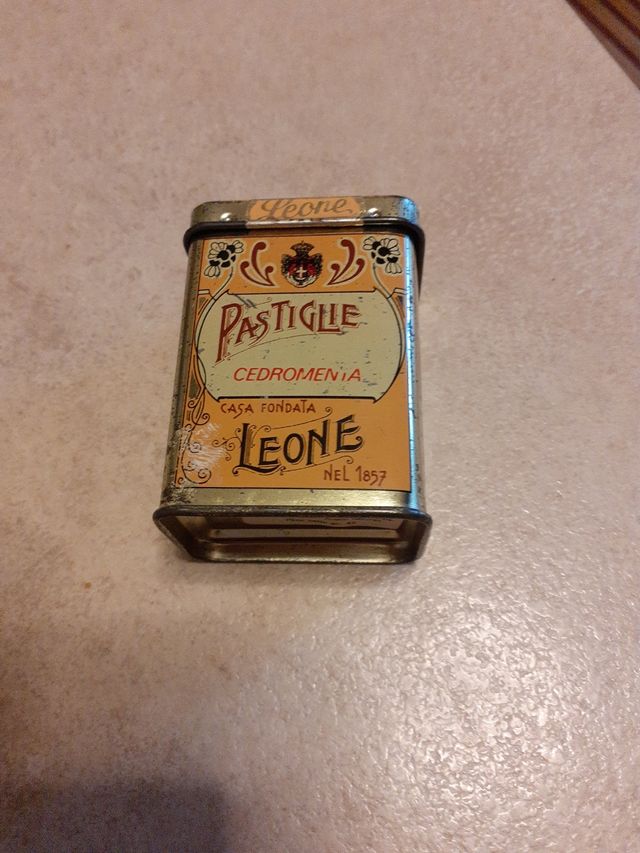 Leone
PASTIGLIE
CEDROMENTA
CASA FONDATA
LEONE
NEL 1857